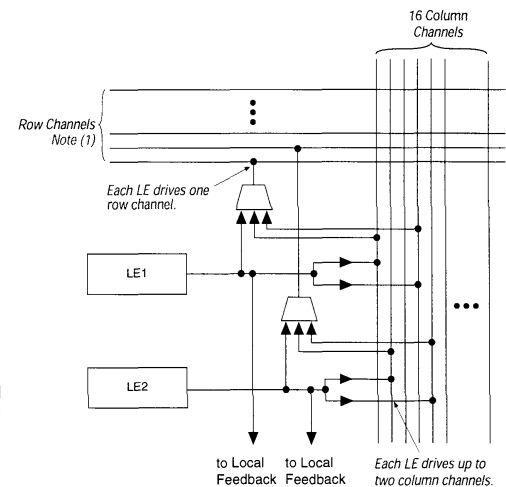 16 Column
Channels
Row Channels
Note (1)
Each LE drives one
row channel.
LE1
LE2
to Local
Feedback
to Local
Feedback
Each LE drives up to
two column channels.